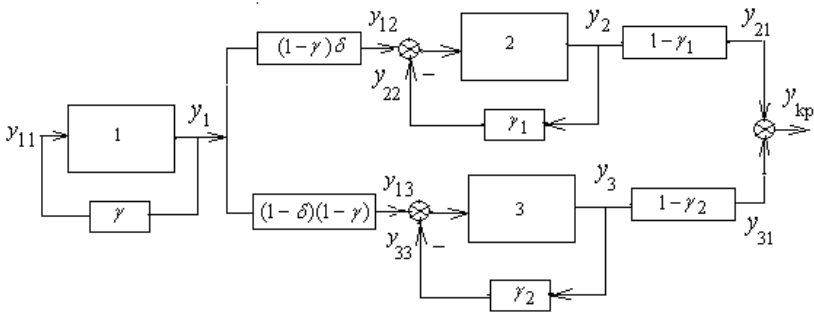 y₁₂
y₂
y₂₁
(1-γ)δ
2
1-γ₁
y₂₂
−
y_кр
y₁₁
y₁
γ₁
1
γ
y₁₃
y₃
(1-δ)(1-γ)
3
1-γ₂
y₃₃
−
y₃₁
γ₂